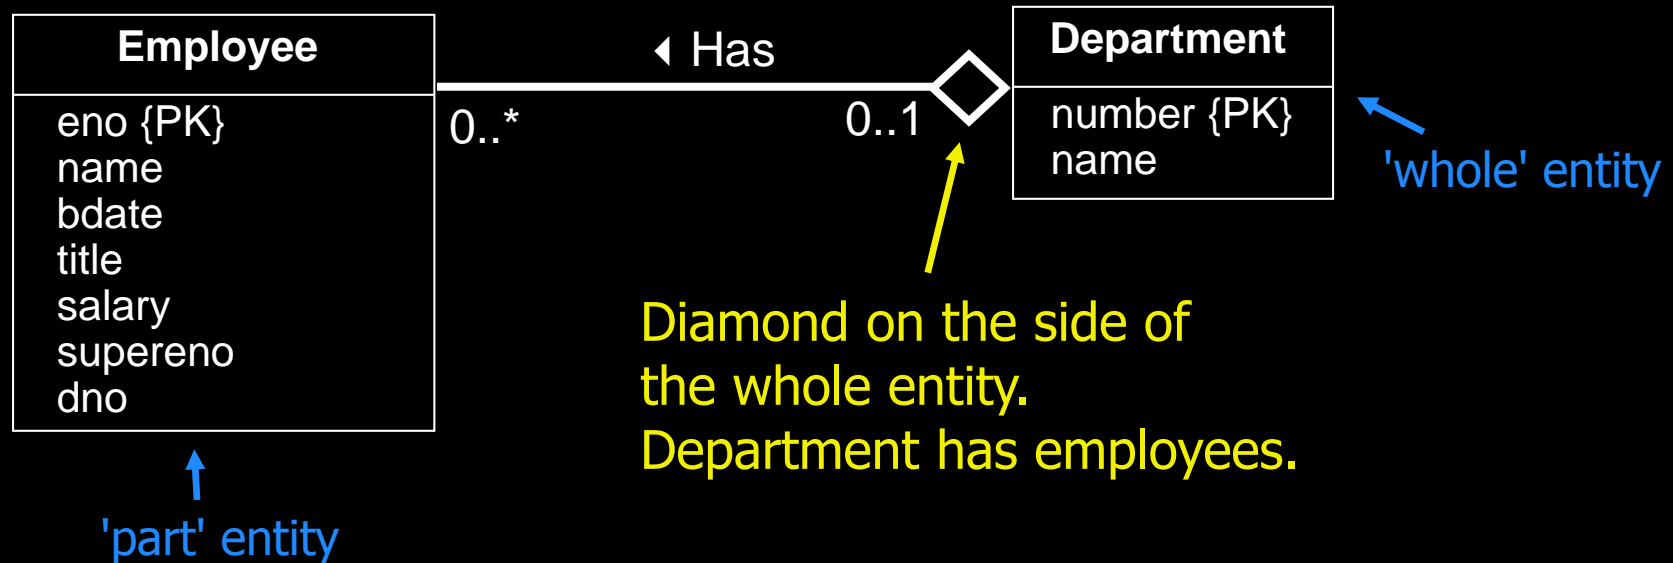 Employee
eno {PK}
name
bdate
title
salary
supereno
dno
'part' entity
Has
0..*
0..1
Department
number {PK}
name
'whole' entity
Diamond on the side of
the whole entity.
Department has employees.